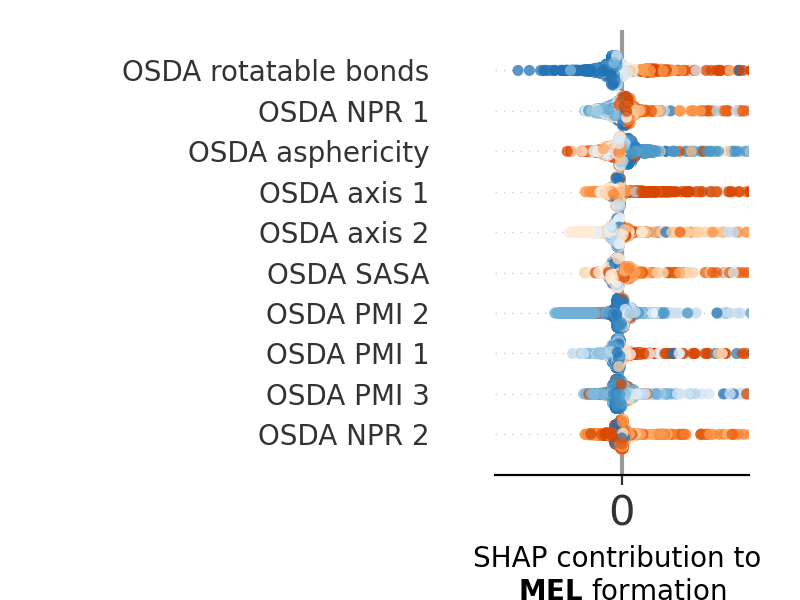 OSDA rotatable bonds
OSDA NPR 1
OSDA asphericity
OSDA axis 1
OSDA axis 2
OSDA SASA
OSDA PMI 2
OSDA PMI 1
OSDA PMI 3
OSDA NPR 2
0
SHAP contribution to
MEL formation